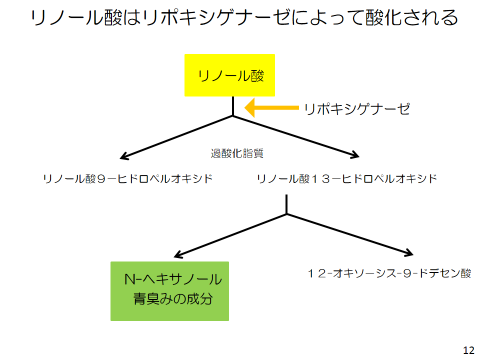 リノール酸はリポキシゲナーゼによって酸化される
リノール酸
リポキシゲナーゼ
過酸化脂質
リノール酸９－ヒドロペルオキシド
リノール酸１３－ヒドロペルオキシド
N-ヘキサノール
青臭みの成分
１２-オキソーシス-９-ドデセン酸
12